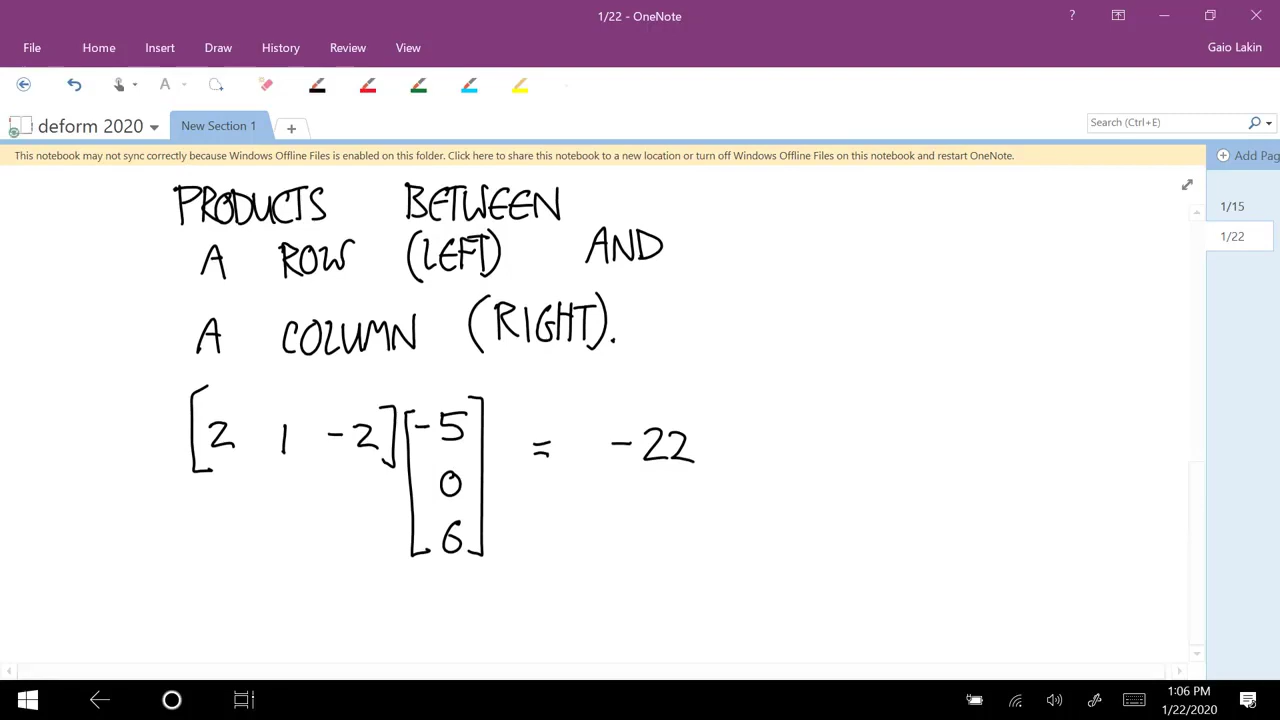 1/22 - OneNote
?
File Home Insert Draw History Review View
Gaio Lakin
A
deform 2020
New Section 1
+
Search (Ctrl+E)
This notebook may not sync correctly because Windows Offline Files is enabled on this folder. Click here to share this notebook to a new location or turn off Windows Offline Files on this notebook and restart OneNote.
Add Pag
1/15
1/22
PRODUCTS BETWEEN
A ROW (LEFT) AND
A COLUMN (RIGHT).
[2 1 -2] [-5 = -22
0
6]
1:06 PM
1/22/2020